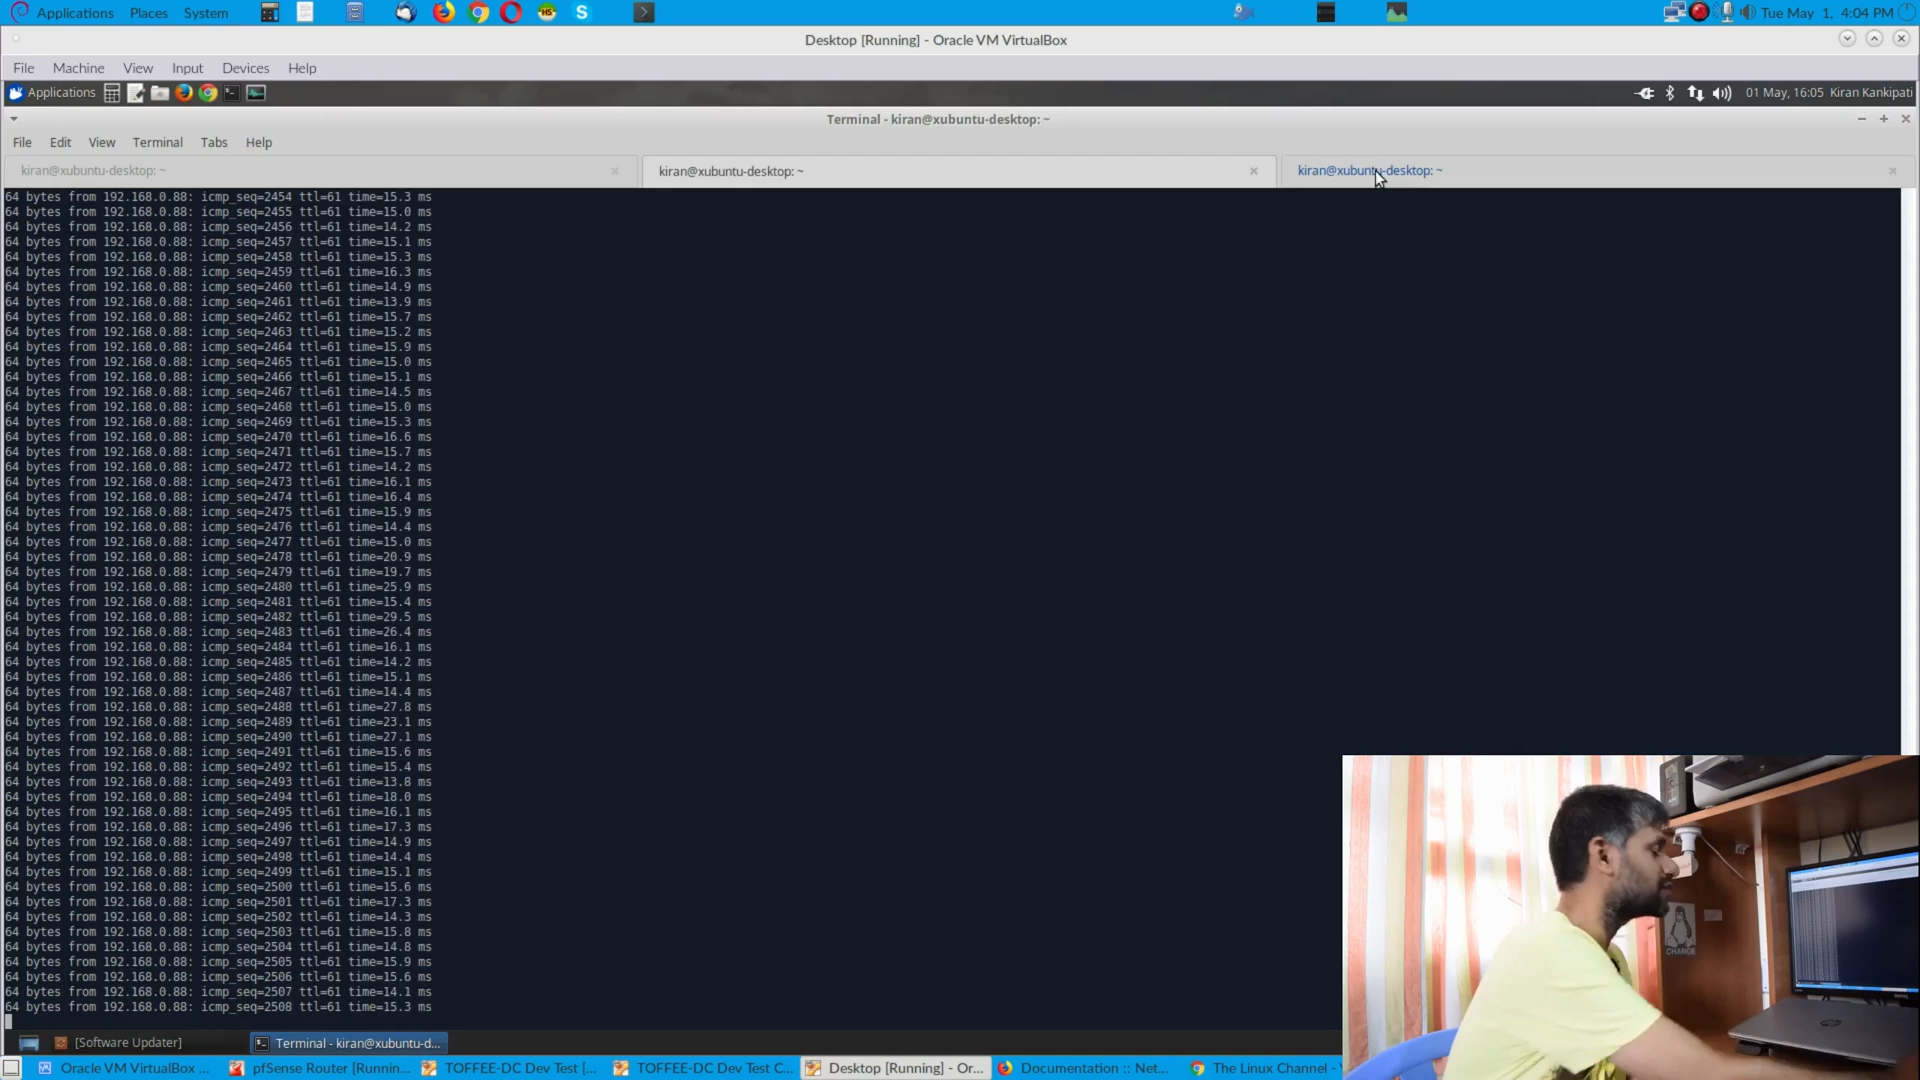 Applications Places System
Tue May 1, 4:04 PM
Desktop [Running] - Oracle VM VirtualBox
File Machine View Input Devices Help
Applications
01 May, 16:05 Kiran Kankipati
Terminal - kiran@xubuntu-desktop: ~
File Edit View Terminal Tabs Help
kiran@xubuntu-desktop: ~
kiran@xubuntu-desktop: ~
kiran@xubuntu-desktop: ~
64 bytes from 192.168.0.88: icmp_seq=2454 ttl=61 time=15.3 ms
64 bytes from 192.168.0.88: icmp_seq=2455 ttl=61 time=15.0 ms
64 bytes from 192.168.0.88: icmp_seq=2456 ttl=61 time=14.2 ms
64 bytes from 192.168.0.88: icmp_seq=2457 ttl=61 time=15.1 ms
64 bytes from 192.168.0.88: icmp_seq=2458 ttl=61 time=15.3 ms
64 bytes from 192.168.0.88: icmp_seq=2459 ttl=61 time=16.3 ms
64 bytes from 192.168.0.88: icmp_seq=2460 ttl=61 time=14.9 ms
64 bytes from 192.168.0.88: icmp_seq=2461 ttl=61 time=13.9 ms
64 bytes from 192.168.0.88: icmp_seq=2462 ttl=61 time=15.7 ms
64 bytes from 192.168.0.88: icmp_seq=2463 ttl=61 time=15.2 ms
64 bytes from 192.168.0.88: icmp_seq=2464 ttl=61 time=15.9 ms
64 bytes from 192.168.0.88: icmp_seq=2465 ttl=61 time=15.0 ms
64 bytes from 192.168.0.88: icmp_seq=2466 ttl=61 time=15.1 ms
64 bytes from 192.168.0.88: icmp_seq=2467 ttl=61 time=14.5 ms
64 bytes from 192.168.0.88: icmp_seq=2468 ttl=61 time=15.0 ms
64 bytes from 192.168.0.88: icmp_seq=2469 ttl=61 time=15.3 ms
64 bytes from 192.168.0.88: icmp_seq=2470 ttl=61 time=16.6 ms
64 bytes from 192.168.0.88: icmp_seq=2471 ttl=61 time=15.7 ms
64 bytes from 192.168.0.88: icmp_seq=2472 ttl=61 time=14.2 ms
64 bytes from 192.168.0.88: icmp_seq=2473 ttl=61 time=16.1 ms
64 bytes from 192.168.0.88: icmp_seq=2474 ttl=61 time=16.4 ms
64 bytes from 192.168.0.88: icmp_seq=2475 ttl=61 time=15.9 ms
64 bytes from 192.168.0.88: icmp_seq=2476 ttl=61 time=14.4 ms
64 bytes from 192.168.0.88: icmp_seq=2477 ttl=61 time=15.0 ms
64 bytes from 192.168.0.88: icmp_seq=2478 ttl=61 time=20.9 ms
64 bytes from 192.168.0.88: icmp_seq=2479 ttl=61 time=19.7 ms
64 bytes from 192.168.0.88: icmp_seq=2480 ttl=61 time=25.9 ms
64 bytes from 192.168.0.88: icmp_seq=2481 ttl=61 time=15.4 ms
64 bytes from 192.168.0.88: icmp_seq=2482 ttl=61 time=29.5 ms
64 bytes from 192.168.0.88: icmp_seq=2483 ttl=61 time=26.4 ms
64 bytes from 192.168.0.88: icmp_seq=2484 ttl=61 time=16.1 ms
64 bytes from 192.168.0.88: icmp_seq=2485 ttl=61 time=14.2 ms
64 bytes from 192.168.0.88: icmp_seq=2486 ttl=61 time=15.1 ms
64 bytes from 192.168.0.88: icmp_seq=2487 ttl=61 time=14.4 ms
64 bytes from 192.168.0.88: icmp_seq=2488 ttl=61 time=27.8 ms
64 bytes from 192.168.0.88: icmp_seq=2489 ttl=61 time=23.1 ms
64 bytes from 192.168.0.88: icmp_seq=2490 ttl=61 time=27.1 ms
64 bytes from 192.168.0.88: icmp_seq=2491 ttl=61 time=15.6 ms
64 bytes from 192.168.0.88: icmp_seq=2492 ttl=61 time=15.4 ms
64 bytes from 192.168.0.88: icmp_seq=2493 ttl=61 time=13.8 ms
64 bytes from 192.168.0.88: icmp_seq=2494 ttl=61 time=18.0 ms
64 bytes from 192.168.0.88: icmp_seq=2495 ttl=61 time=16.1 ms
64 bytes from 192.168.0.88: icmp_seq=2496 ttl=61 time=17.3 ms
64 bytes from 192.168.0.88: icmp_seq=2497 ttl=61 time=14.9 ms
64 bytes from 192.168.0.88: icmp_seq=2498 ttl=61 time=14.4 ms
64 bytes from 192.168.0.88: icmp_seq=2499 ttl=61 time=15.1 ms
64 bytes from 192.168.0.88: icmp_seq=2500 ttl=61 time=15.6 ms
64 bytes from 192.168.0.88: icmp_seq=2501 ttl=61 time=17.3 ms
64 bytes from 192.168.0.88: icmp_seq=2502 ttl=61 time=14.3 ms
64 bytes from 192.168.0.88: icmp_seq=2503 ttl=61 time=15.8 ms
64 bytes from 192.168.0.88: icmp_seq=2504 ttl=61 time=14.8 ms
64 bytes from 192.168.0.88: icmp_seq=2505 ttl=61 time=15.9 ms
64 bytes from 192.168.0.88: icmp_seq=2506 ttl=61 time=15.6 ms
64 bytes from 192.168.0.88: icmp_seq=2507 ttl=61 time=14.1 ms
64 bytes from 192.168.0.88: icmp_seq=2508 ttl=61 time=15.3 ms
CHANGE
[Software Updater]
Terminal - kiran@xubuntu-d...
Oracle VM VirtualBox ...
pfSense Router [Runnin...
TOFFEE-DC Dev Test [...
TOFFEE-DC Dev Test C...
Desktop [Running] - Or...
Documentation :: Net...
The Linux Channel -